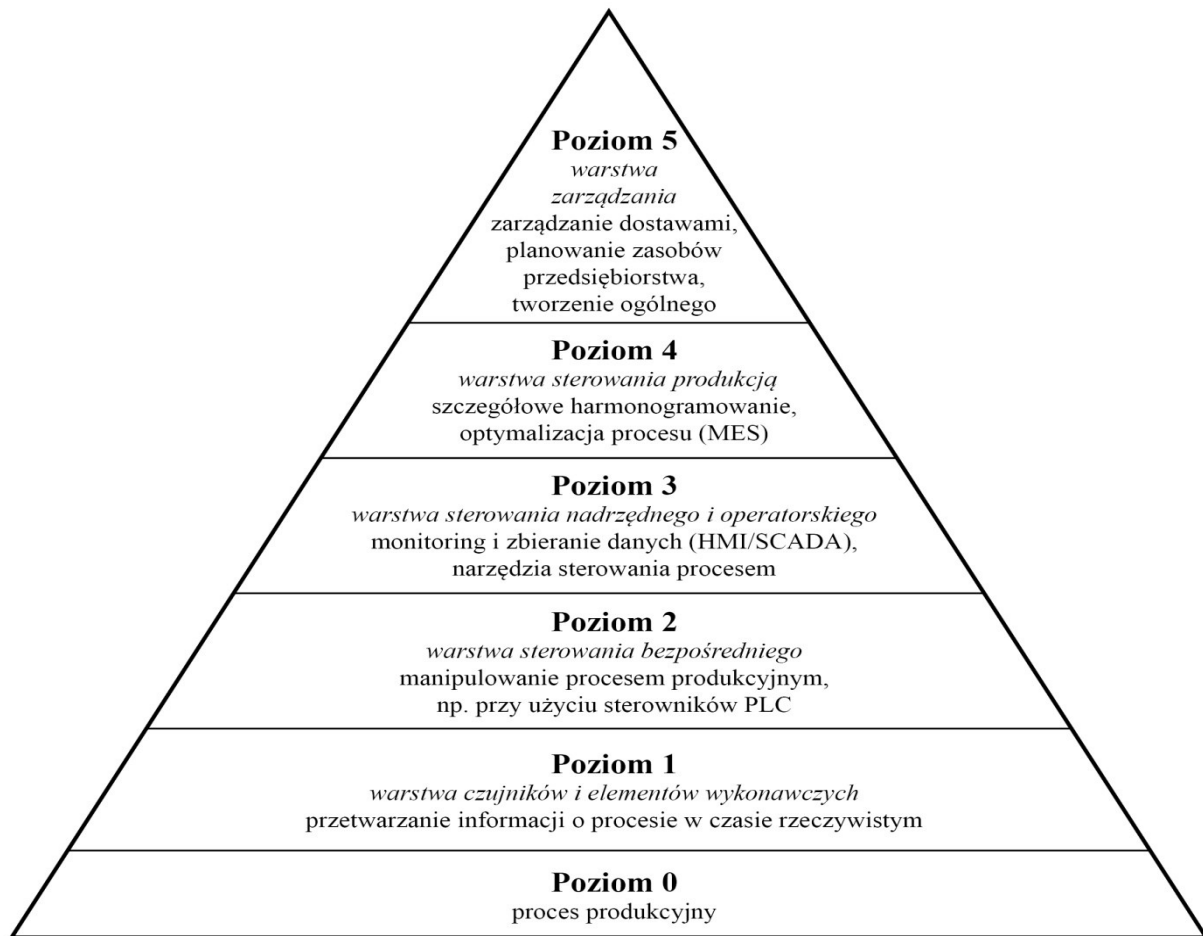 Poziom 5
warstwa
zarządzania
zarządzanie dostawami,
planowanie zasobów
przedsiębiorstwa,
tworzenie ogólnego
Poziom 4
warstwa sterowania produkcją
szczegółowe harmonogramowanie,
optymalizacja procesu (MES)
Poziom 3
warstwa sterowania nadrzędnego i operatorskiego
monitoring i zbieranie danych (HMI/SCADA),
narzędzia sterowania procesem
Poziom 2
warstwa sterowania bezpośredniego
manipulowanie procesem produkcyjnym,
np. przy użyciu sterowników PLC
Poziom 1
warstwa czujników i elementów wykonawczych
przetwarzanie informacji o procesie w czasie rzeczywistym
Poziom 0
proces produkcyjny